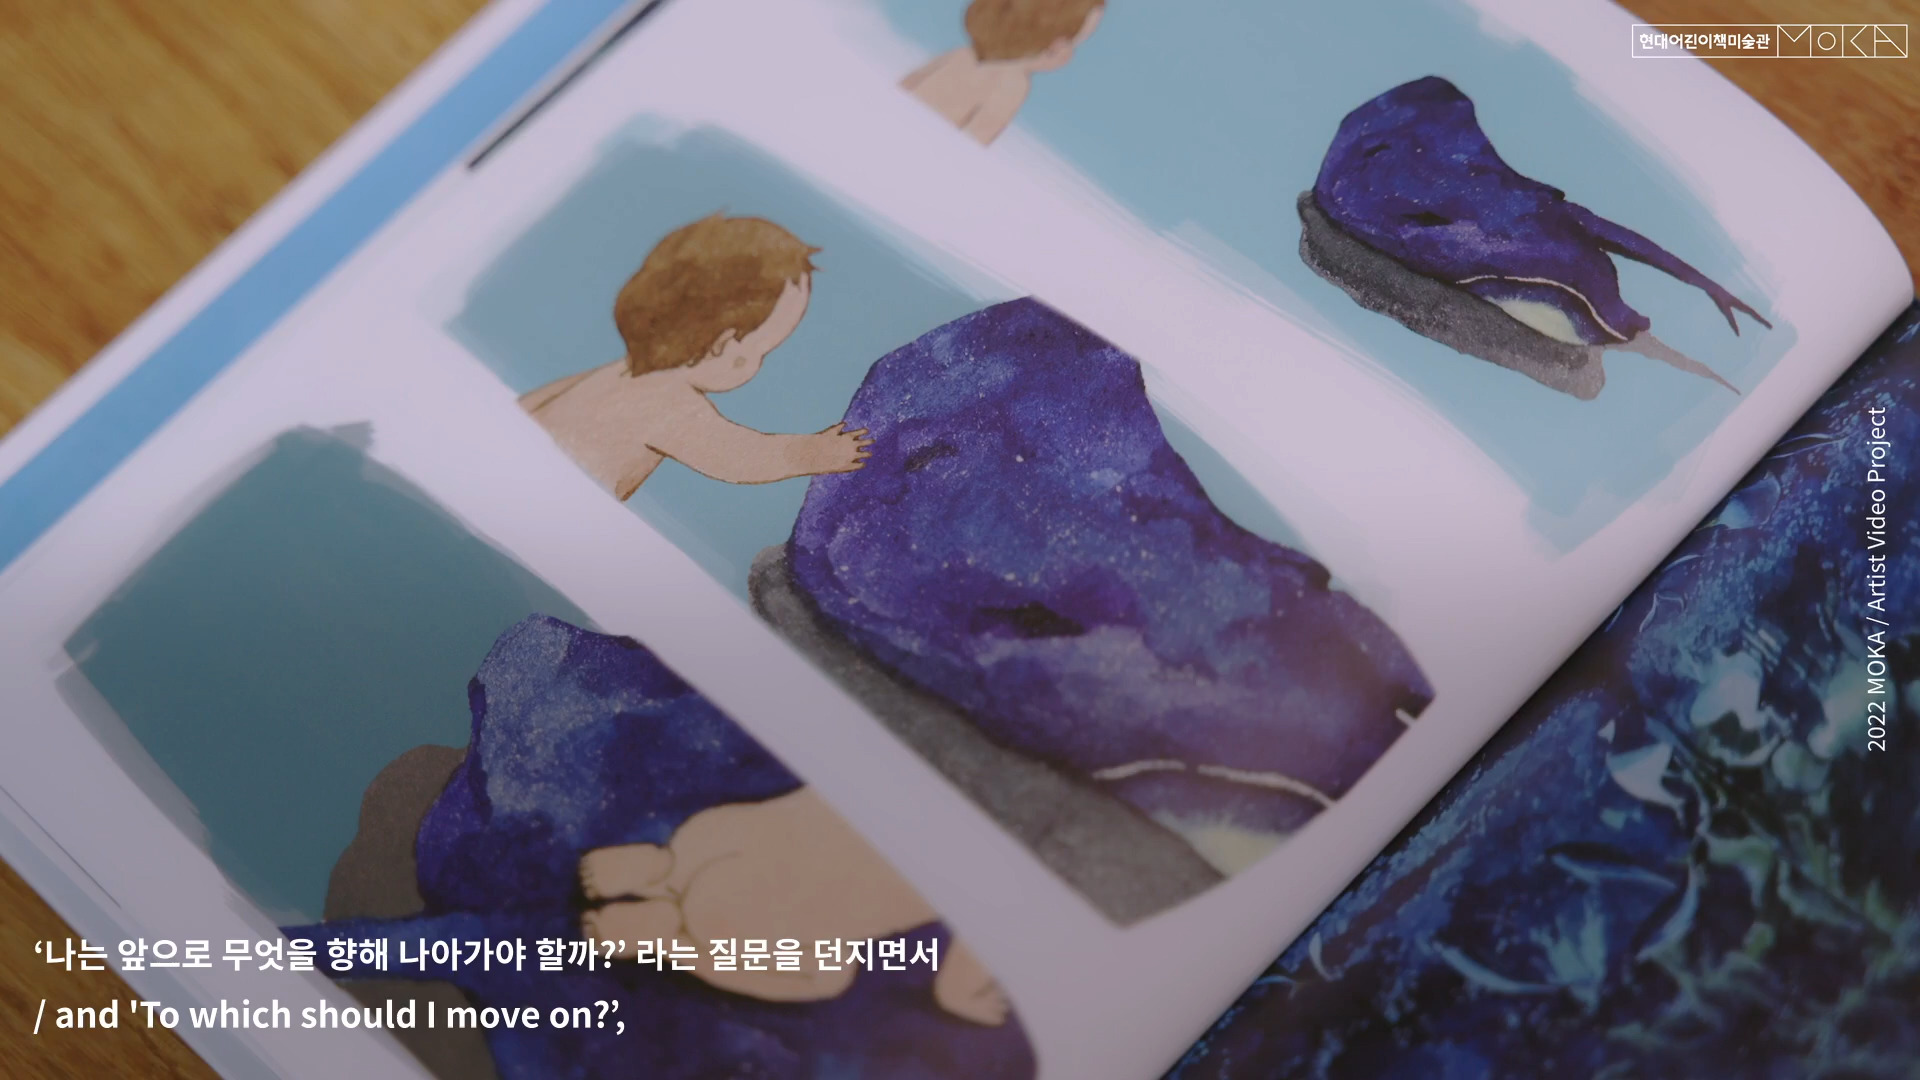 현대어린이책미술관 MOKA
2022 MOKA / Artist Video Project
‘나는 앞으로 무엇을 향해 나아가야 할까?’ 라는 질문을 던지면서
/ and 'To which should I move on?’,